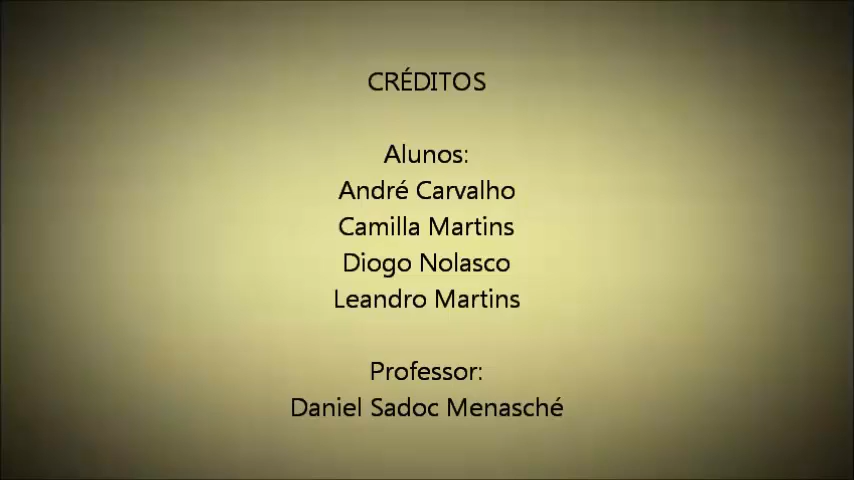 CRÉDITOS
Alunos:
André Carvalho
Camilla Martins
Diogo Nolasco
Leandro Martins
Professor:
Daniel Sadoc Menasché